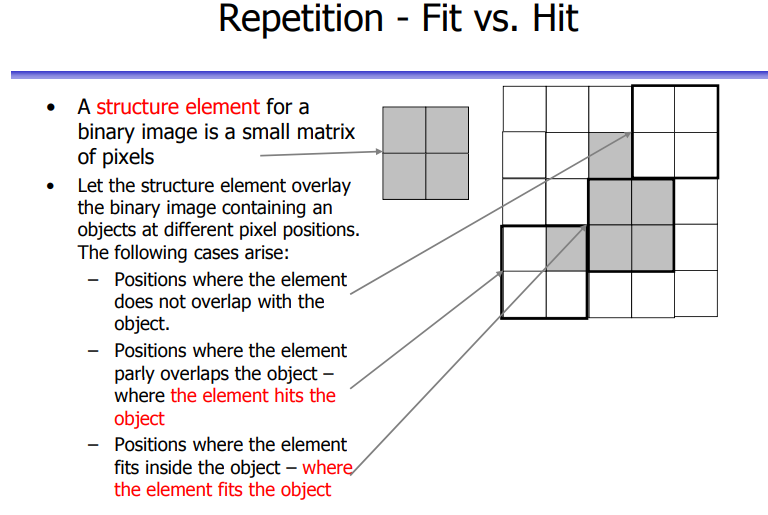 Repetition - Fit vs. Hit
• A structure element for a
binary image is a small matrix
of pixels
• Let the structure element overlay
the binary image containing an
objects at different pixel positions.
The following cases arise:
– Positions where the element
does not overlap with the
object.
– Positions where the element
parly overlaps the object –
where the element hits the
object
– Positions where the element
fits inside the object – where
the element fits the object